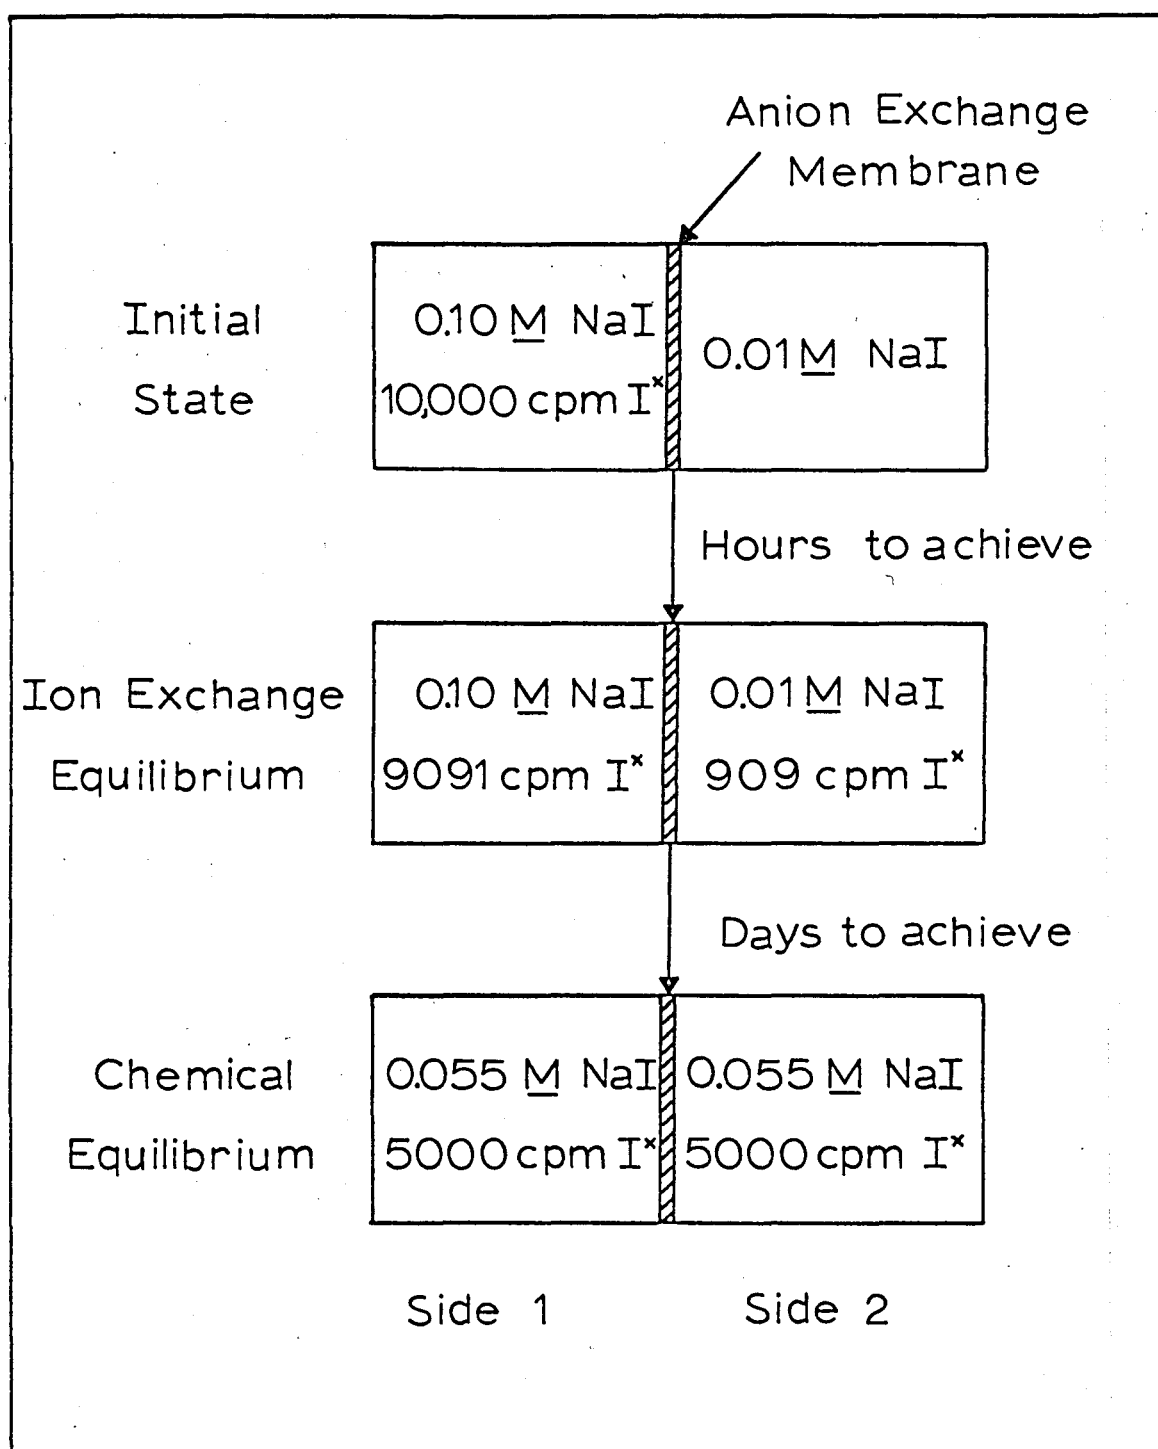 Anion Exchange
Membrane
Initial
State
0.10 M NaI
10,000 cpm I*
0.01 M NaI
Hours to achieve
Ion Exchange
Equilibrium
0.10 M NaI
9091 cpm I*
0.01 M NaI
909 cpm I*
Days to achieve
Chemical
Equilibrium
0.055 M NaI
5000 cpm I*
0.055 M NaI
5000 cpm I*
Side 1
Side 2